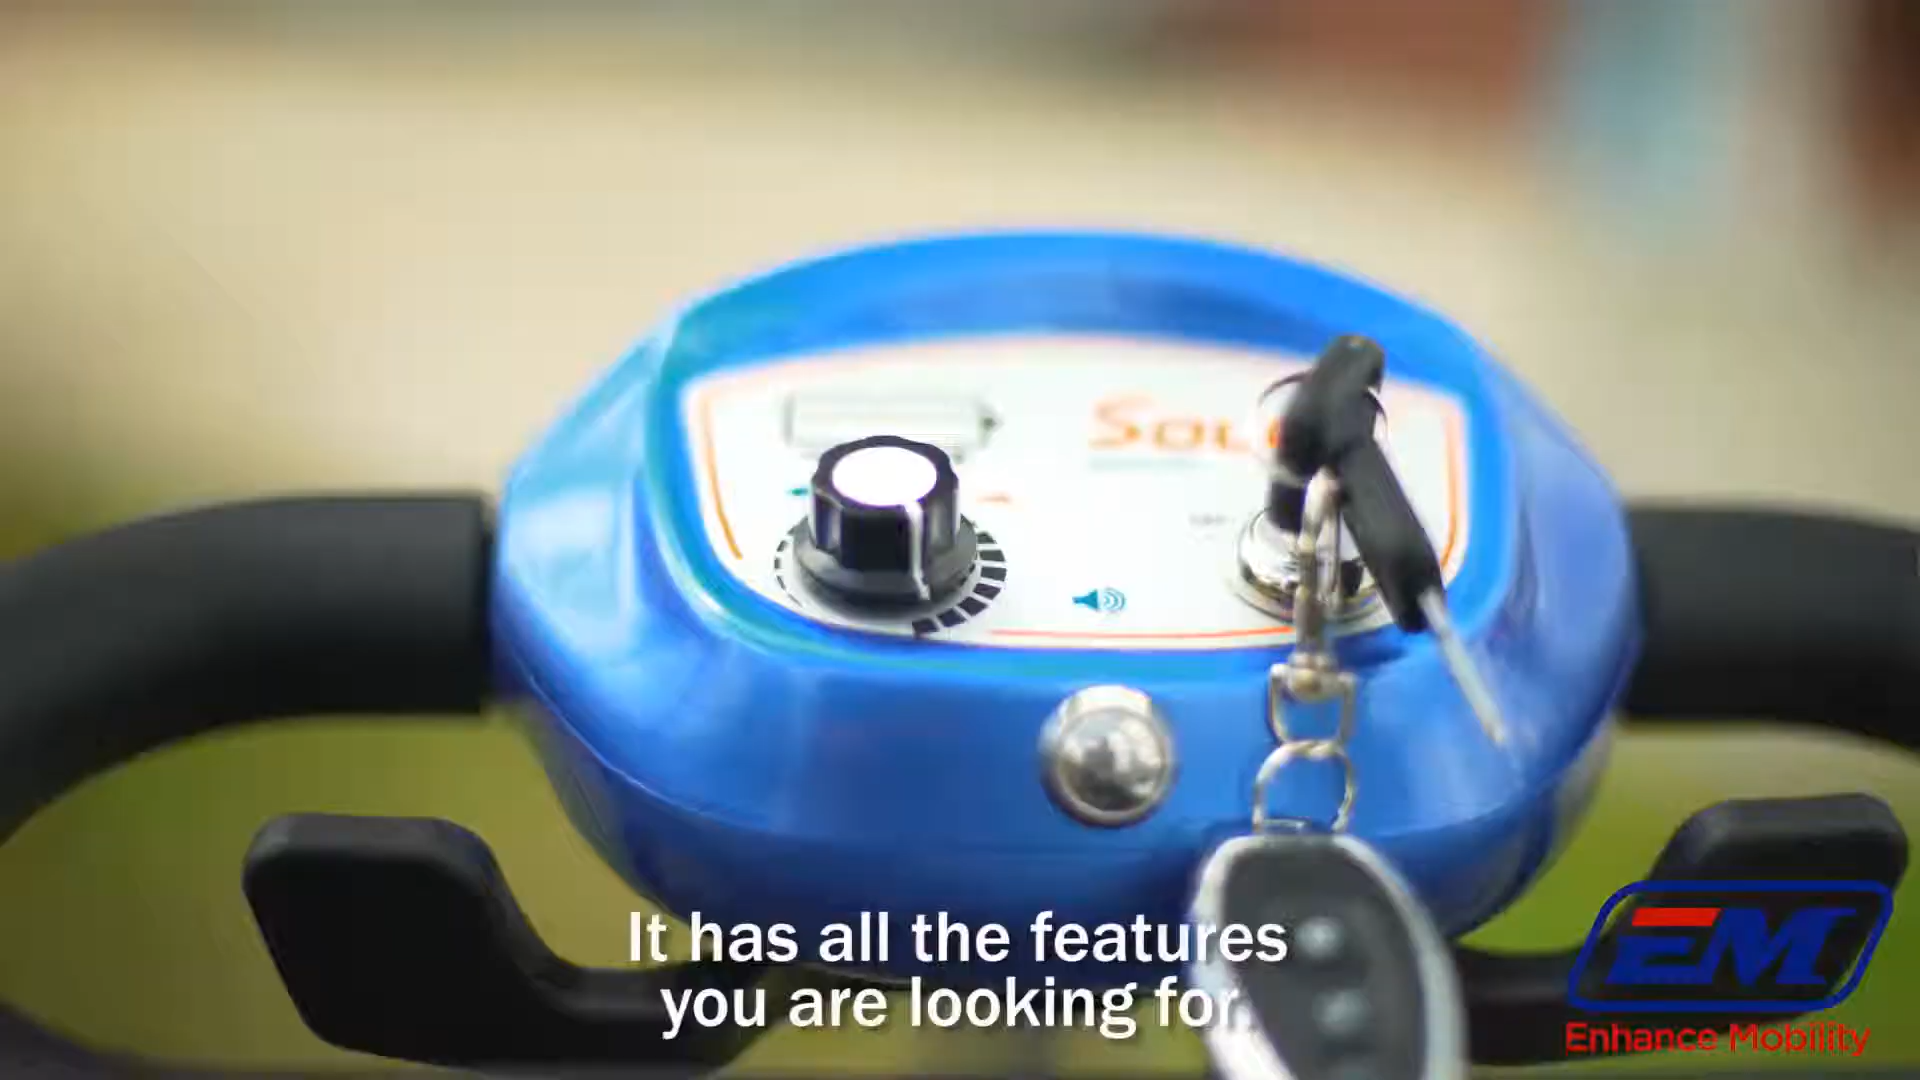 It has all the features
you are looking for.
EM
Enhance Mobility